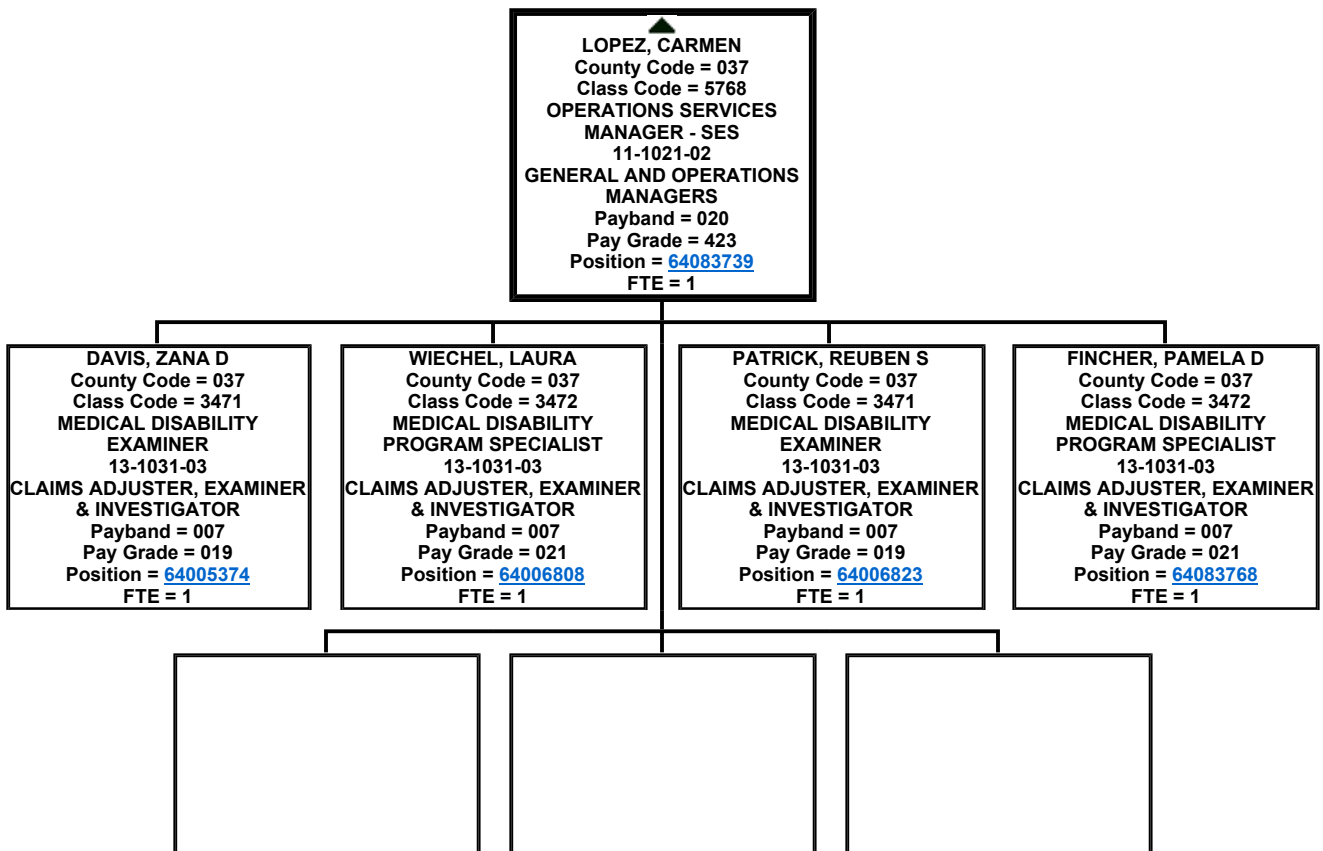 LOPEZ, CARMEN
County Code = 037
Class Code = 5768
OPERATIONS SERVICES
MANAGER - SES
11-1021-02
GENERAL AND OPERATIONS
MANAGERS
Payband = 020
Pay Grade = 423
Position = 64083739
FTE = 1
DAVIS, ZANA D
County Code = 037
Class Code = 3471
MEDICAL DISABILITY
EXAMINER
13-1031-03
CLAIMS ADJUSTER, EXAMINER
& INVESTIGATOR
Payband = 007
Pay Grade = 019
Position = 64005374
FTE = 1
WIECHEL, LAURA
County Code = 037
Class Code = 3472
MEDICAL DISABILITY
PROGRAM SPECIALIST
13-1031-03
CLAIMS ADJUSTER, EXAMINER
& INVESTIGATOR
Payband = 007
Pay Grade = 021
Position = 64006808
FTE = 1
PATRICK, REUBEN S
County Code = 037
Class Code = 3471
MEDICAL DISABILITY
EXAMINER
13-1031-03
CLAIMS ADJUSTER, EXAMINER
& INVESTIGATOR
Payband = 007
Pay Grade = 019
Position = 64006823
FTE = 1
FINCHER, PAMELA D
County Code = 037
Class Code = 3472
MEDICAL DISABILITY
PROGRAM SPECIALIST
13-1031-03
CLAIMS ADJUSTER, EXAMINER
& INVESTIGATOR
Payband = 007
Pay Grade = 021
Position = 64083768
FTE = 1